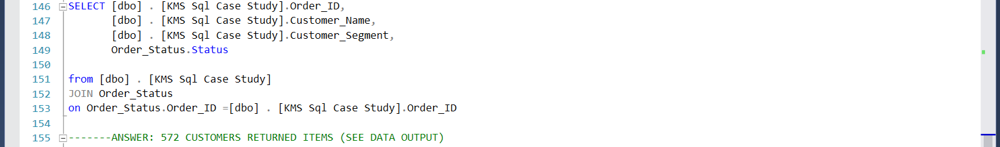 146 SELECT [dbo] . [KMS Sql Case Study].Order_ID,
147 [dbo] . [KMS Sql Case Study].Customer_Name,
148 [dbo] . [KMS Sql Case Study].Customer_Segment,
149 Order_Status.Status
150
151 from [dbo] . [KMS Sql Case Study]
152 JOIN Order_Status
153 on Order_Status.Order_ID =[dbo] . [KMS Sql Case Study].Order_ID
154
155 -------ANSWER: 572 CUSTOMERS RETURNED ITEMS (SEE DATA OUTPUT)